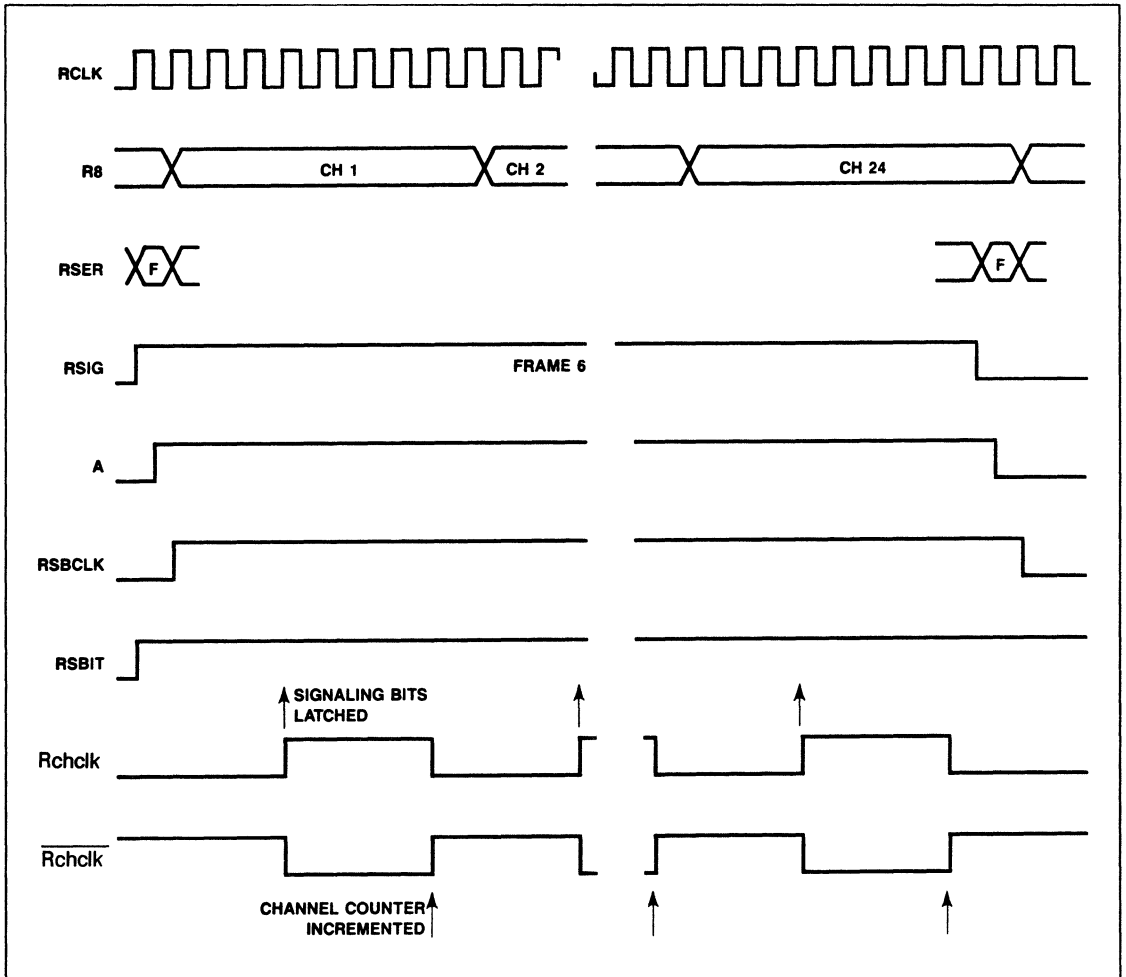 RCLK
R8 CH 1 CH 2 CH 24
RSER F F
RSIG
FRAME 6
A
RSBCLK
RSBIT
SIGNALING BITS
LATCHED
Rchclk
Rchclk
CHANNEL COUNTER
INCREMENTED